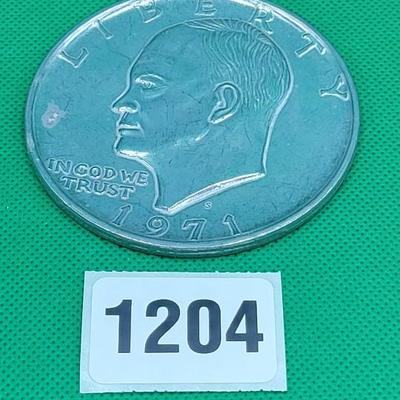 LIBERTY
IN GOD WE
TRUST
S
1971
1204